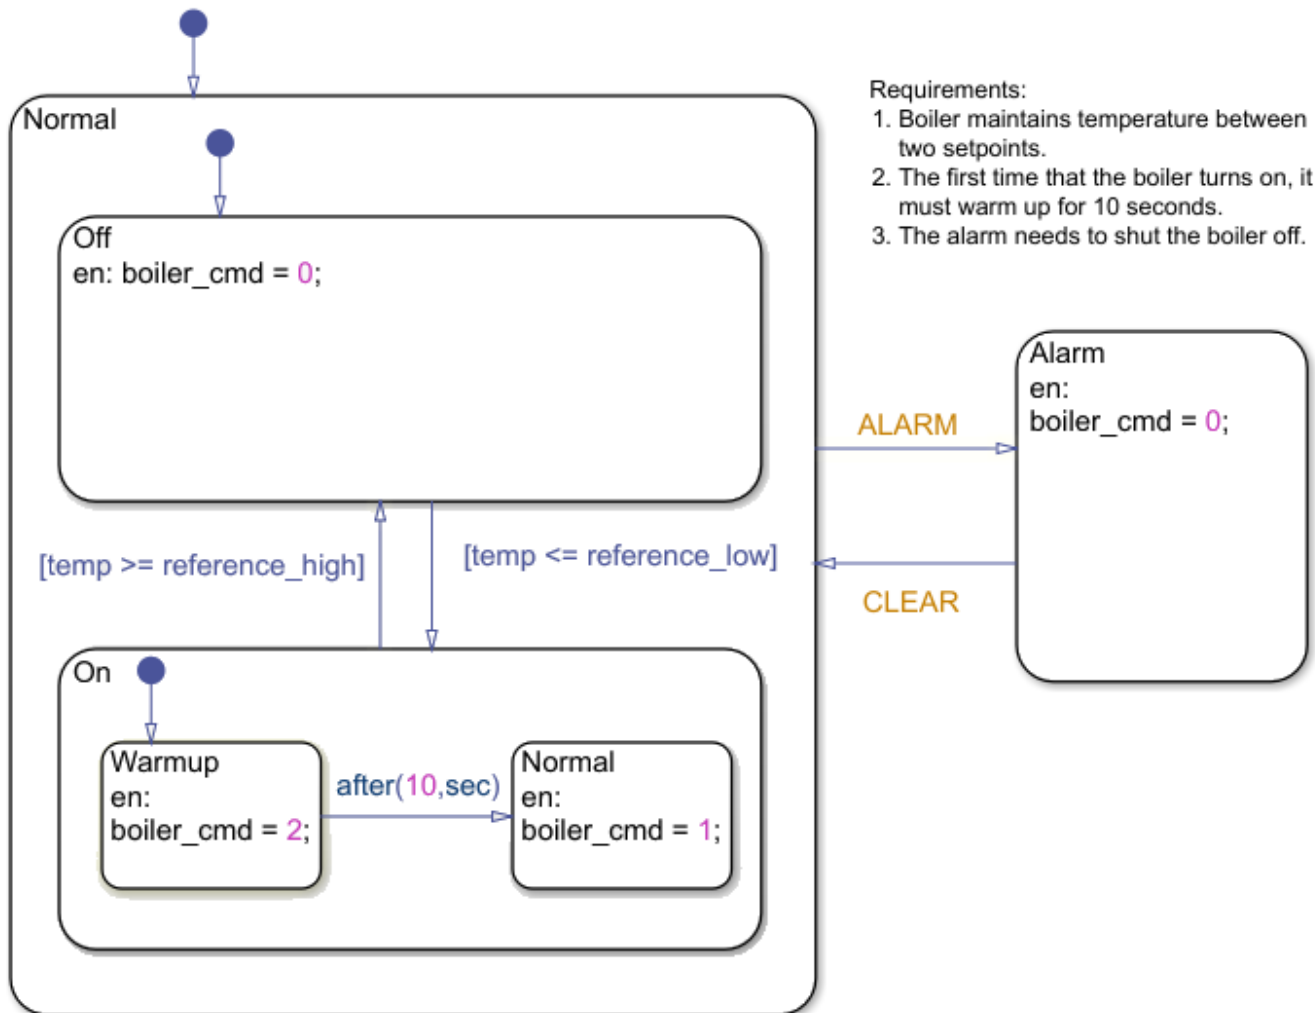 Normal
Requirements:
1. Boiler maintains temperature between
two setpoints.
2. The first time that the boiler turns on, it
must warm up for 10 seconds.
3. The alarm needs to shut the boiler off.
Off
en: boiler_cmd = 0;
Alarm
en:
boiler_cmd = 0;
ALARM
[temp >= reference_high]
[temp <= reference_low]
CLEAR
On
Warmup
en:
boiler_cmd = 2;
after(10,sec)
Normal
en:
boiler_cmd = 1;